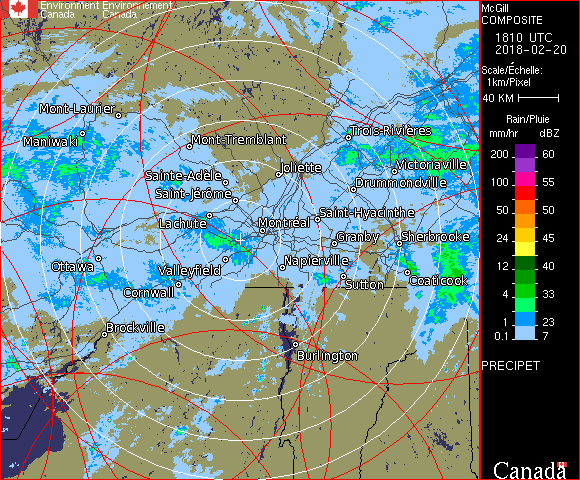 Environment Environnement
Canada Canada
McGill
COMPOSITE
1810 UTC
2018-02-20
Scale/Échelle:
1km/Pixel
40 KM
Rain/Pluie
mm/hr dBZ
200 60
100 55
50 50
24 45
12 40
4 33
1 23
0.1 7
PRECIPET
Canada
Mont-Laurier
Maniwaki
Mont-Tremblant
Trois-Rivières
Victoriaville
Joliette
Sainte-Adèle
Drummondville
Saint-Jérôme
Saint-Hyacinthe
Lachute
Montréal
Granby
Sherbrooke
Ottawa
Valleyfield
Napierville
Cornwall
Sutton
Coaticook
Brockville
Burlington